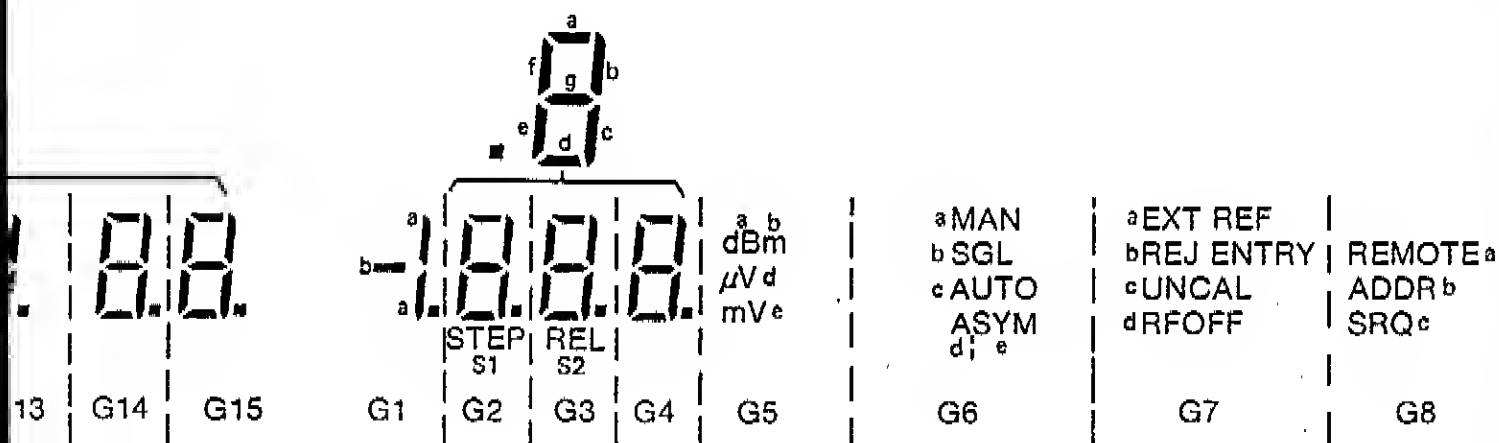 a
f b
g
e c
d
a a b a MAN a EXT REF
dBm b SGL b REJ ENTRY REMOTE a
b μV d c AUTO c UNCAL ADDR b
a mV e ASYM d RFOFF SRQ c
STEP REL d; e
S1 S2
13 G14 G15 G1 G2 G3 G4 G5 G6 G7 G8